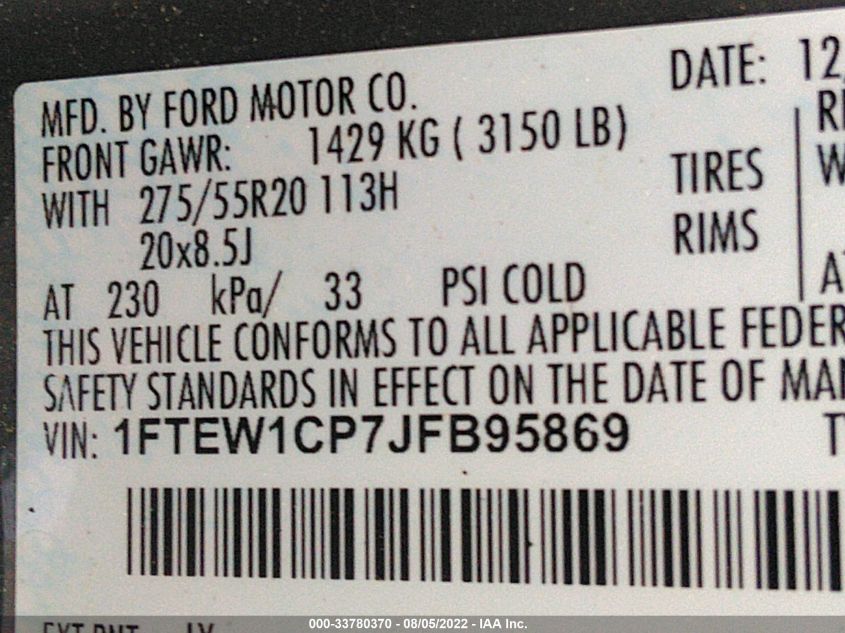 MFD. BY FORD MOTOR CO. DATE: 12
FRONT GAWR: 1429 KG ( 3150 LB)
WITH 275/55R20 113H TIRES
20x8.5J RIMS
AT 230 kPa/ 33 PSI COLD
THIS VEHICLE CONFORMS TO ALL APPLICABLE FEDER
SAFETY STANDARDS IN EFFECT ON THE DATE OF MA
VIN: 1FTEW1CP7JFB95869
000-33780370 - 08/05/2022 - IAA Inc.